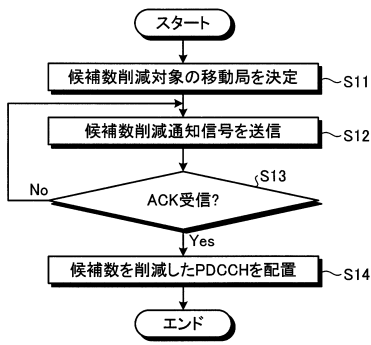 スタート
候補数削減対象の移動局を決定
S11
候補数削減通知信号を送信
S12
S13
ACK受信?
No
Yes
候補数を削減したPDCCHを配置
S14
エンド